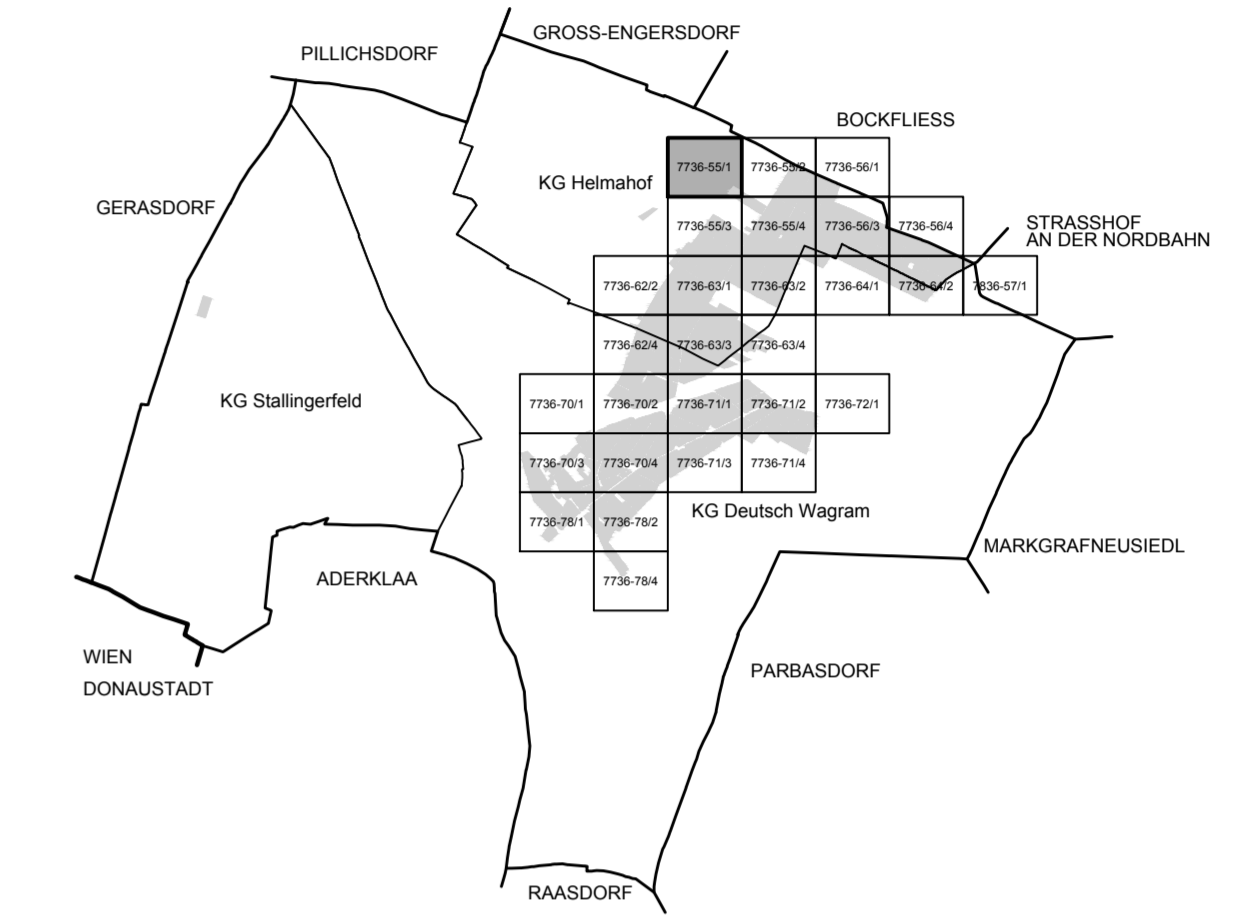 GROSS-ENGERSDORF
PILLICHSDORF
BOCKFLIESS
7736-55/1
7736-55/2
7736-56/1
KG Helmahof
GERASDORF
7736-55/3
7736-55/4
7736-56/3
7736-56/4
STRASSHOF
AN DER NORDBAHN
7736-62/2
7736-63/1
7736-63/2
7736-64/1
7736-64/2
7836-57/1
7736-62/4
7736-63/3
7736-63/4
KG Stallingerfeld
7736-70/1
7736-70/2
7736-71/1
7736-71/2
7736-72/1
7736-70/3
7736-70/4
7736-71/3
7736-71/4
KG Deutsch Wagram
7736-78/1
7736-78/2
MARKGRAFNEUSIEDL
ADERKLAA
7736-78/4
WIEN
DONAUSTADT
PARBASDORF
RAASDORF